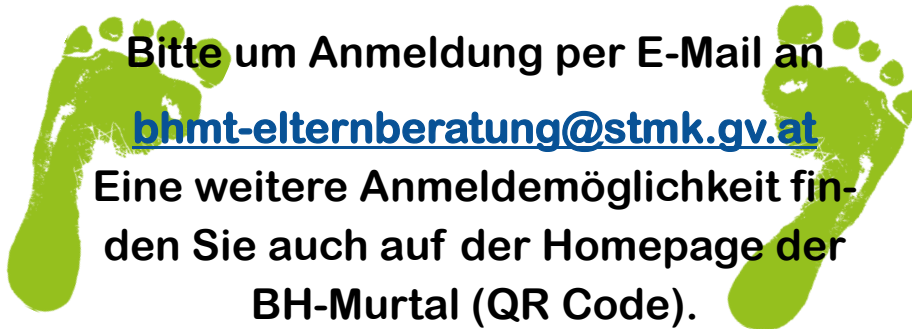 Bitte um Anmeldung per E-Mail an
bhmt-elternberatung@stmk.gv.at
Eine weitere Anmeldemöglichkeit fin-
den Sie auch auf der Homepage der
BH-Murtal (QR Code).